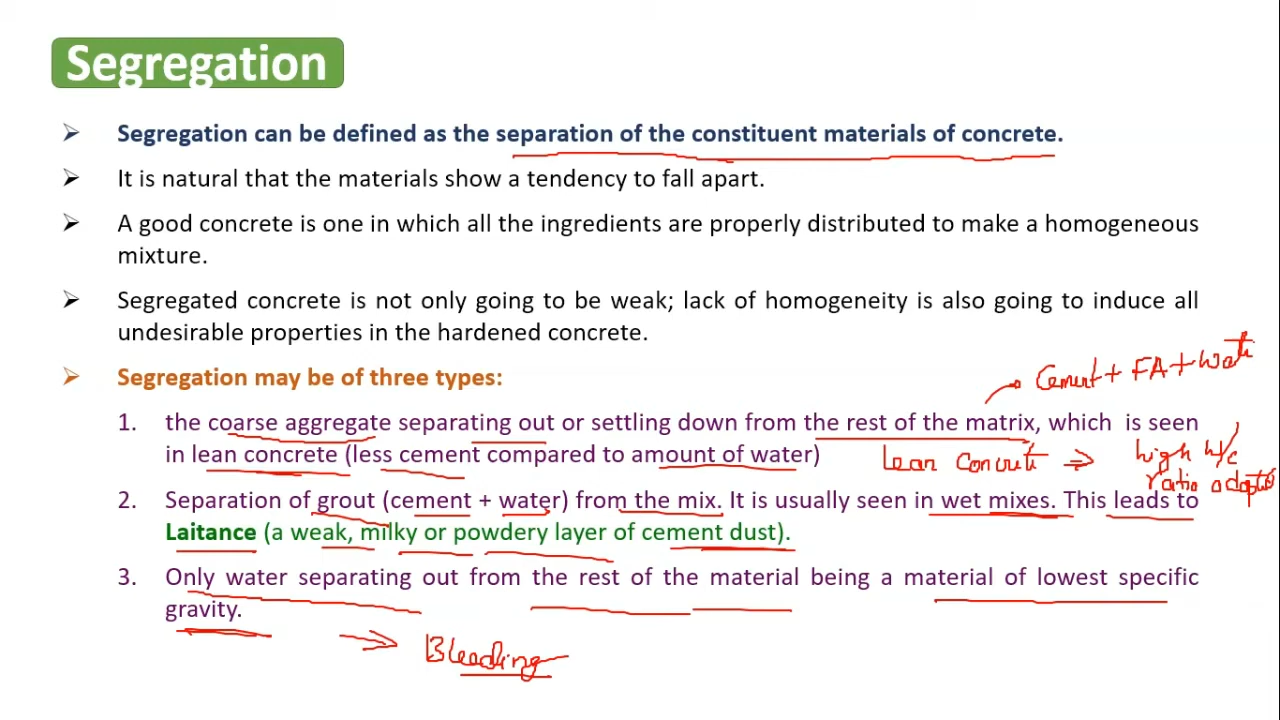 Segregation
➢ Segregation can be defined as the separation of the constituent materials of concrete.
➢ It is natural that the materials show a tendency to fall apart.
➢ A good concrete is one in which all the ingredients are properly distributed to make a homogeneous
mixture.
➢ Segregated concrete is not only going to be weak; lack of homogeneity is also going to induce all
undesirable properties in the hardened concrete.
➢ Segregation may be of three types:
Cement + FA + Water
1. the coarse aggregate separating out or settling down from the rest of the matrix, which is seen
in lean concrete (less cement compared to amount of water)
lean concrete ⇒ high w/c
ratio adopted
2. Separation of grout (cement + water) from the mix. It is usually seen in wet mixes. This leads to
Laitance (a weak, milky or powdery layer of cement dust).
3. Only water separating out from the rest of the material being a material of lowest specific
gravity.
→ Bleeding